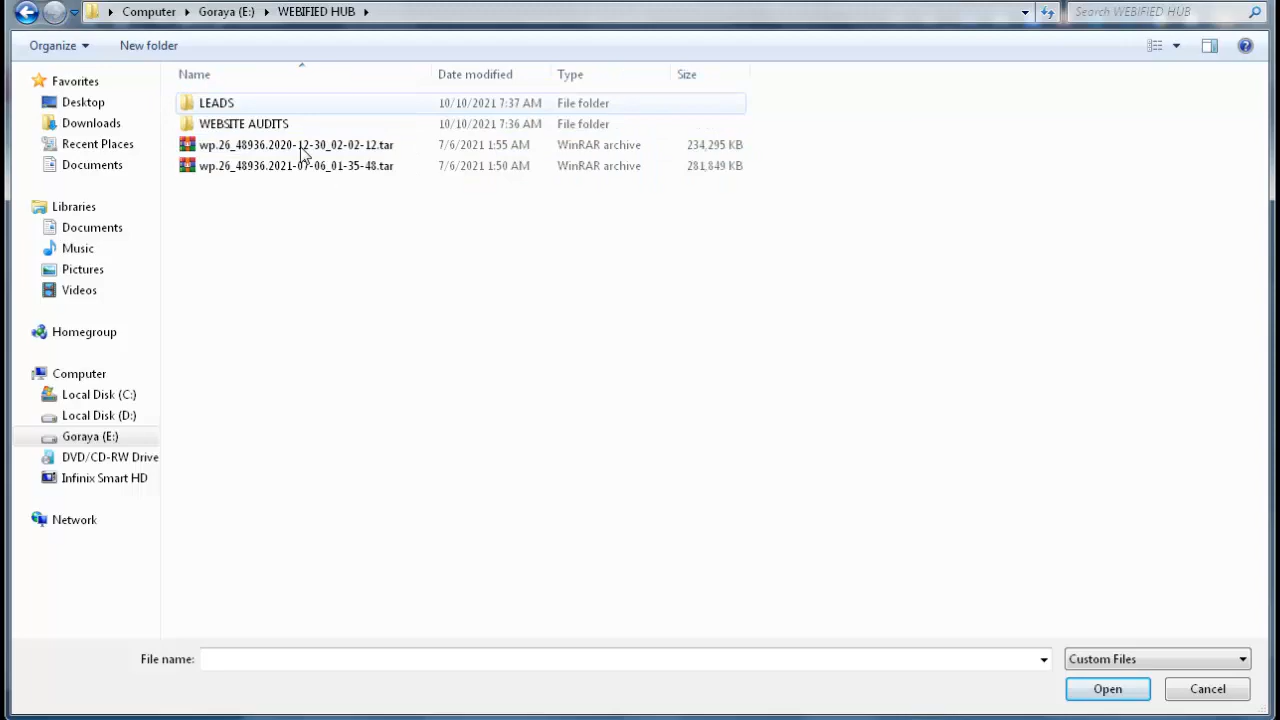 Computer Goraya (E:) WEBIFIED HUB Search WEBIFIED HUB
Organize New folder
Name Date modified Type Size
Favorites
Desktop
Downloads
Recent Places
Documents
Libraries
Documents
Music
Pictures
Videos
Homegroup
Computer
Local Disk (C:)
Local Disk (D:)
Goraya (E:)
DVD/CD-RW Drive
Infinix Smart HD
Network
LEADS 10/10/2021 7:37 AM File folder
WEBSITE AUDITS 10/10/2021 7:36 AM File folder
wp.26_48936.2020-12-30_02-02-12.tar 7/6/2021 1:55 AM WinRAR archive 234,295 KB
wp.26_48936.2021-07-06_01-35-48.tar 7/6/2021 1:50 AM WinRAR archive 281,849 KB
File name: Custom Files
Open Cancel